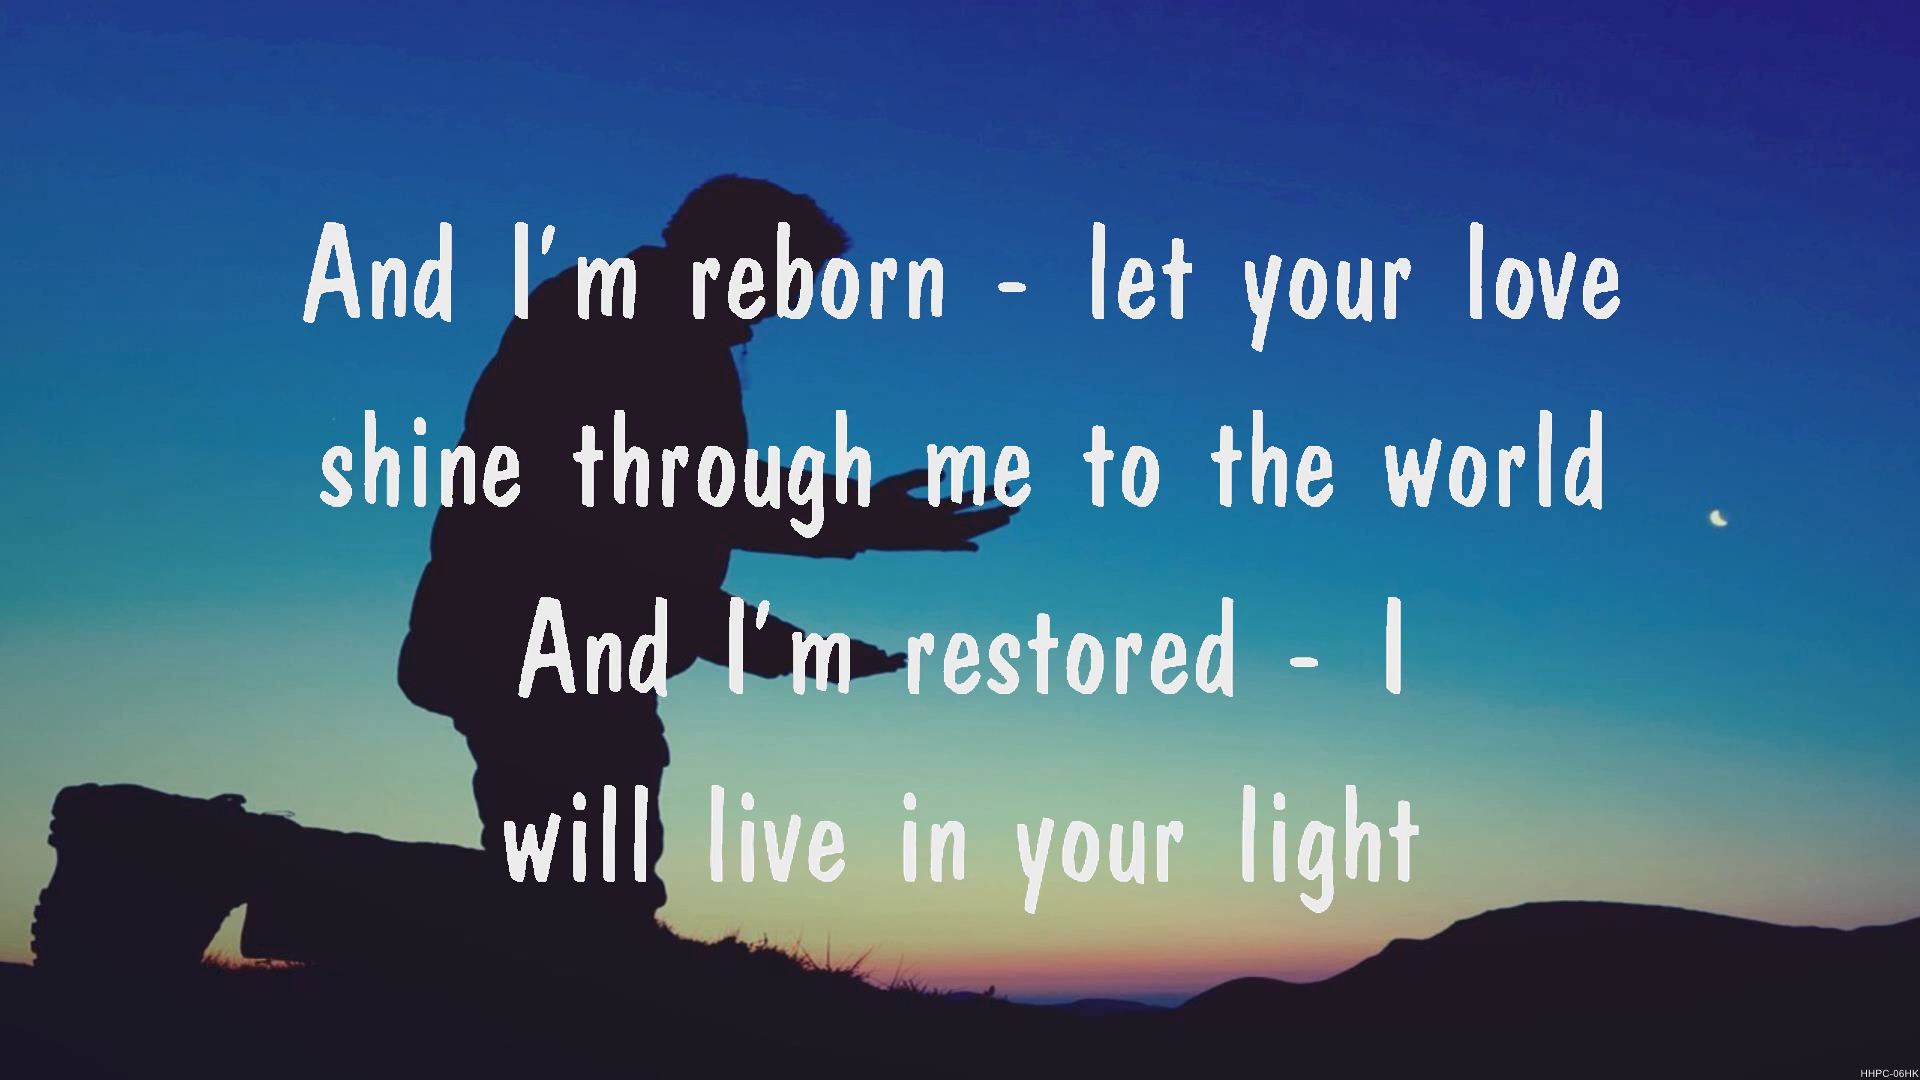 And I'm reborn - let your love
shine through me to the world
And I'm restored - I
will live in your light
HHPC-06HK